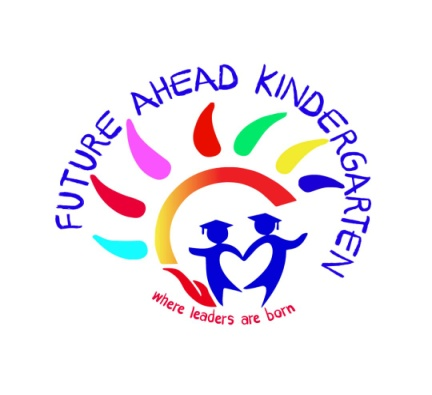 FUTURE AHEAD KINDERGARTEN
where leaders are born